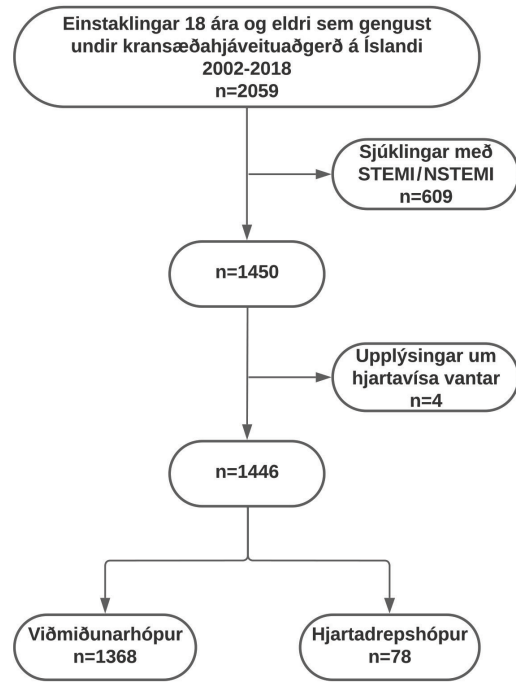 Einstaklingar 18 ára og eldri sem gengust
undir kransæðahjáveituaðgerð á Íslandi
2002-2018
n=2059
Sjúklingar með
STEMI/NSTEMI
n=609
n=1450
Upplýsingar um
hjartavísa vantar
n=4
n=1446
Viðmiðunarhópur
n=1368
Hjartadrepshópur
n=78